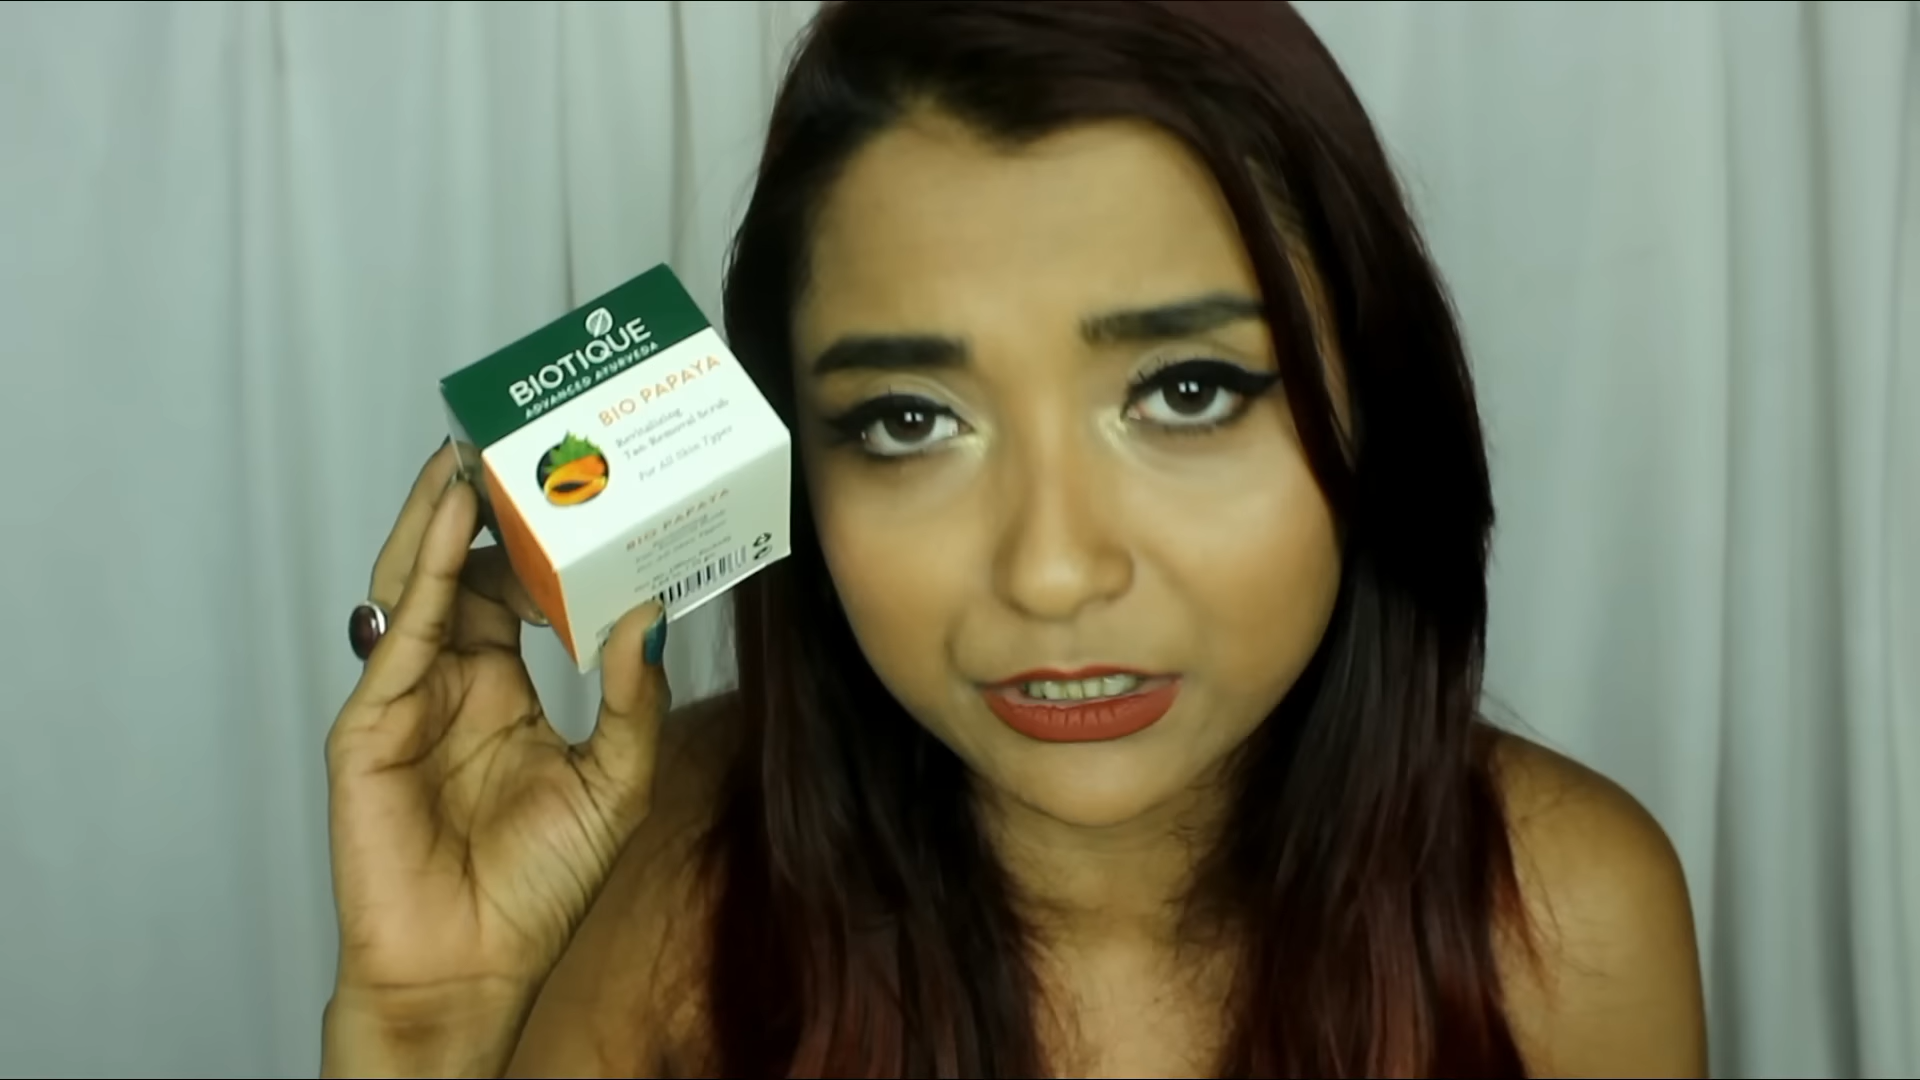 BIOTIQUE
ADVANCED AYURVEDA
BIO PAPAYA
Revitalizing
Tan Removal Scrub
For All Skin Types
BIO PAPAYA